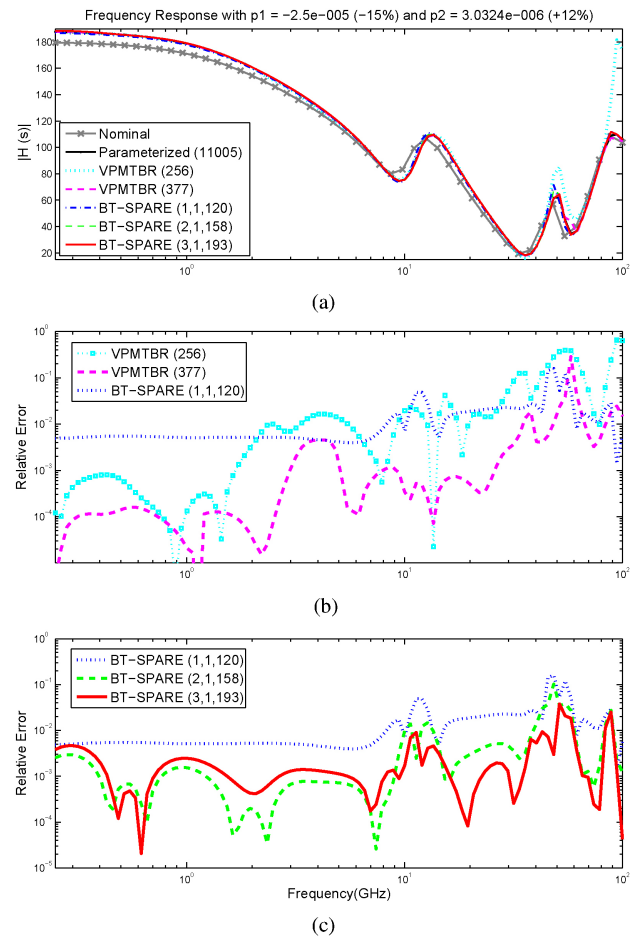 Frequency Response with p1 = −2.5e−005 (−15%) and p2 = 3.0324e−006 (+12%)
180
160
140
120
100
80
60
40
20
|H (s)|
Nominal
Parameterized (11005)
VPMTBR (256)
VPMTBR (377)
BT−SPARE (1,1,120)
BT−SPARE (2,1,158)
BT−SPARE (3,1,193)
10^0
10^1
10^2
(a)
10^0
10^−1
10^−2
10^−3
10^−4
Relative Error
VPMTBR (256)
VPMTBR (377)
BT−SPARE (1,1,120)
10^0
10^1
10^2
(b)
10^0
10^−1
10^−2
10^−3
10^−4
10^−5
Relative Error
BT−SPARE (1,1,120)
BT−SPARE (2,1,158)
BT−SPARE (3,1,193)
10^0
10^1
10^2
Frequency(GHz)
(c)